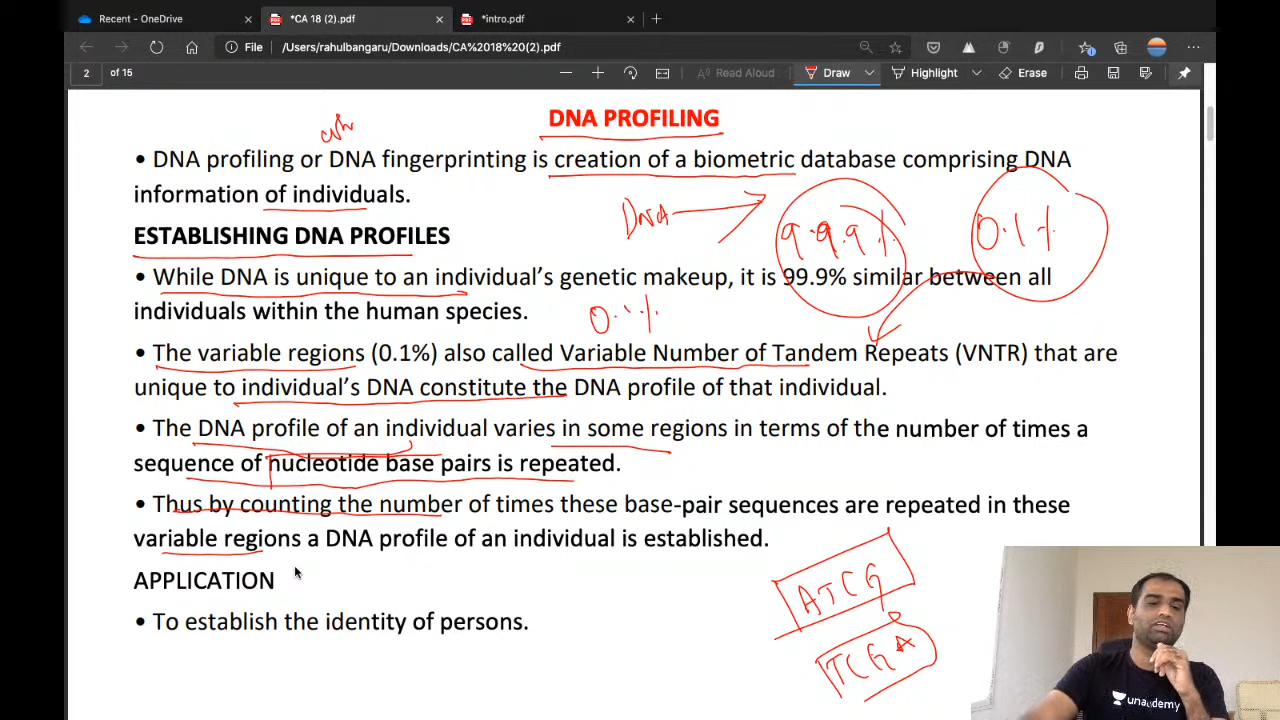 Recent - OneDrive
*CA 18 (2).pdf
*intro.pdf
File
/Users/rahulbangaru/Downloads/CA%2018%20(2).pdf
2 of 15
Read Aloud
Draw
Highlight
Erase
DNA PROFILING
• DNA profiling or DNA fingerprinting is creation of a biometric database comprising DNA
information of individuals.
DNA
99.9%
0.1%
ESTABLISHING DNA PROFILES
• While DNA is unique to an individual’s genetic makeup, it is 99.9% similar between all
individuals within the human species.
0.1%
• The variable regions (0.1%) also called Variable Number of Tandem Repeats (VNTR) that are
unique to individual’s DNA constitute the DNA profile of that individual.
• The DNA profile of an individual varies in some regions in terms of the number of times a
sequence of nucleotide base pairs is repeated.
• Thus by counting the number of times these base-pair sequences are repeated in these
variable regions a DNA profile of an individual is established.
APPLICATION
ATCG
• To establish the identity of persons.
TCGA
unacademy